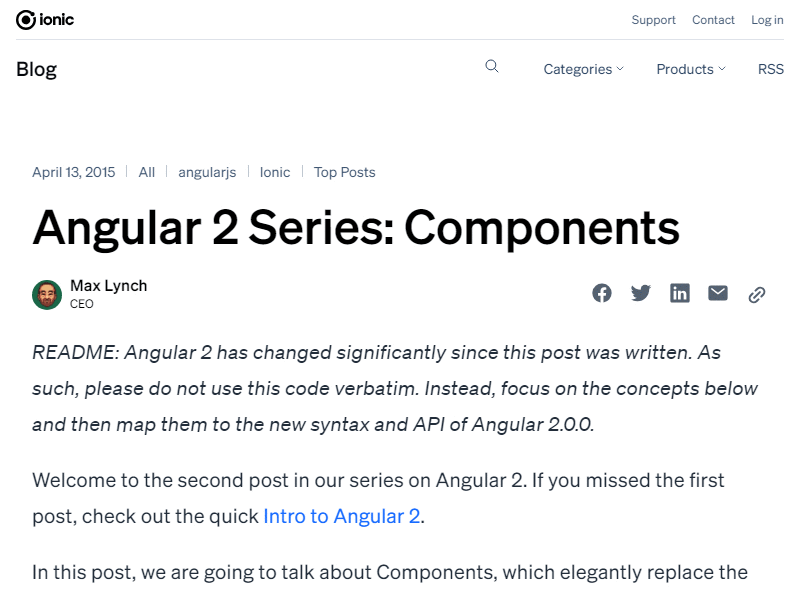 ionic
Support Contact Log in
Blog
Categories Products RSS
April 13, 2015 All angularjs Ionic Top Posts
Angular 2 Series: Components
Max Lynch
CEO
README: Angular 2 has changed significantly since this post was written. As
such, please do not use this code verbatim. Instead, focus on the concepts below
and then map them to the new syntax and API of Angular 2.0.0.
Welcome to the second post in our series on Angular 2. If you missed the first
post, check out the quick Intro to Angular 2.
In this post, we are going to talk about Components, which elegantly replace the